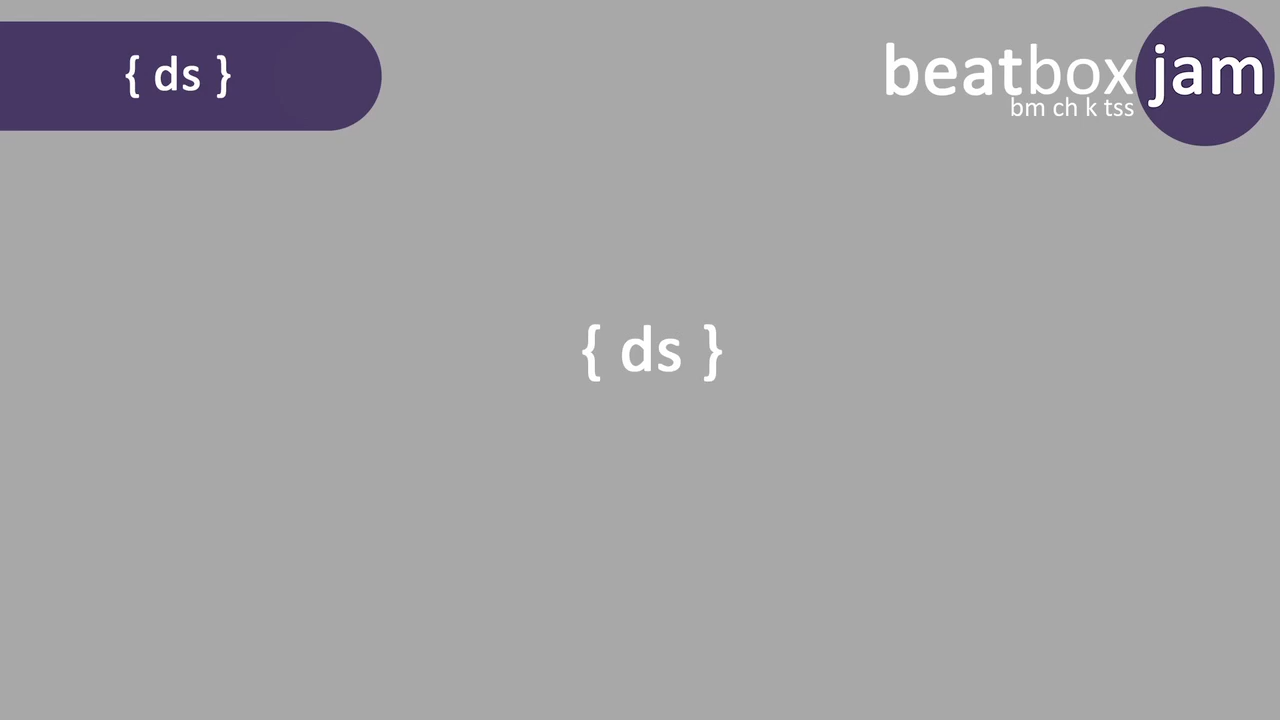 { ds }
beatbox jam
bm ch k tss
{ ds }